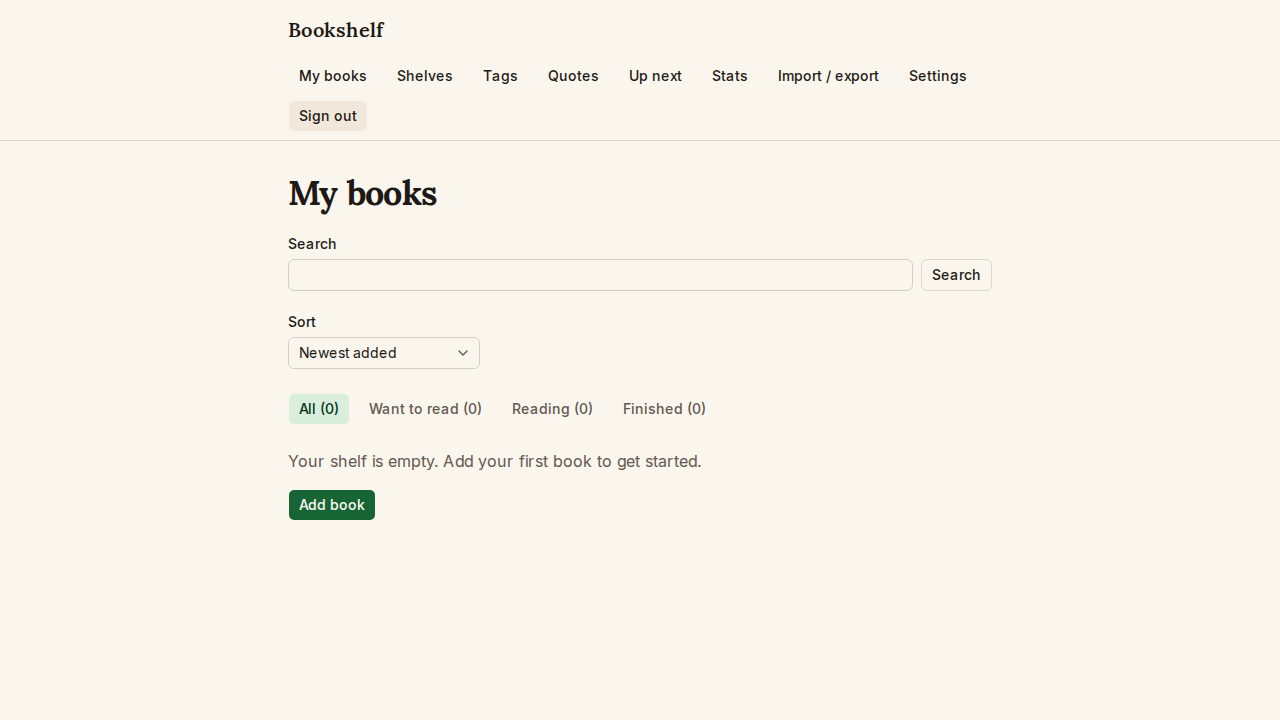 Bookshelf
My books Shelves Tags Quotes Up next Stats Import / export Settings
Sign out
My books
Search
Search
Sort
Newest added
All (0) Want to read (0) Reading (0) Finished (0)
Your shelf is empty. Add your first book to get started.
Add book